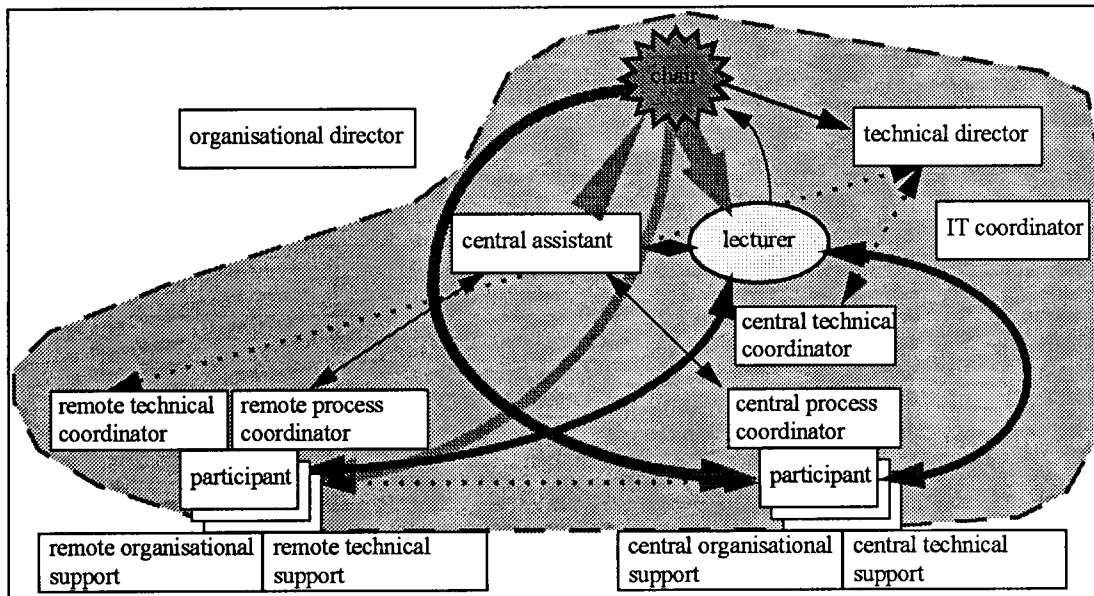 chair
organisational director
technical director
central assistant
lecturer
IT coordinator
central technical
coordinator
remote technical
coordinator
remote process
coordinator
central process
coordinator
participant
participant
remote organisational
support
remote technical
support
central organisational
support
central technical
support